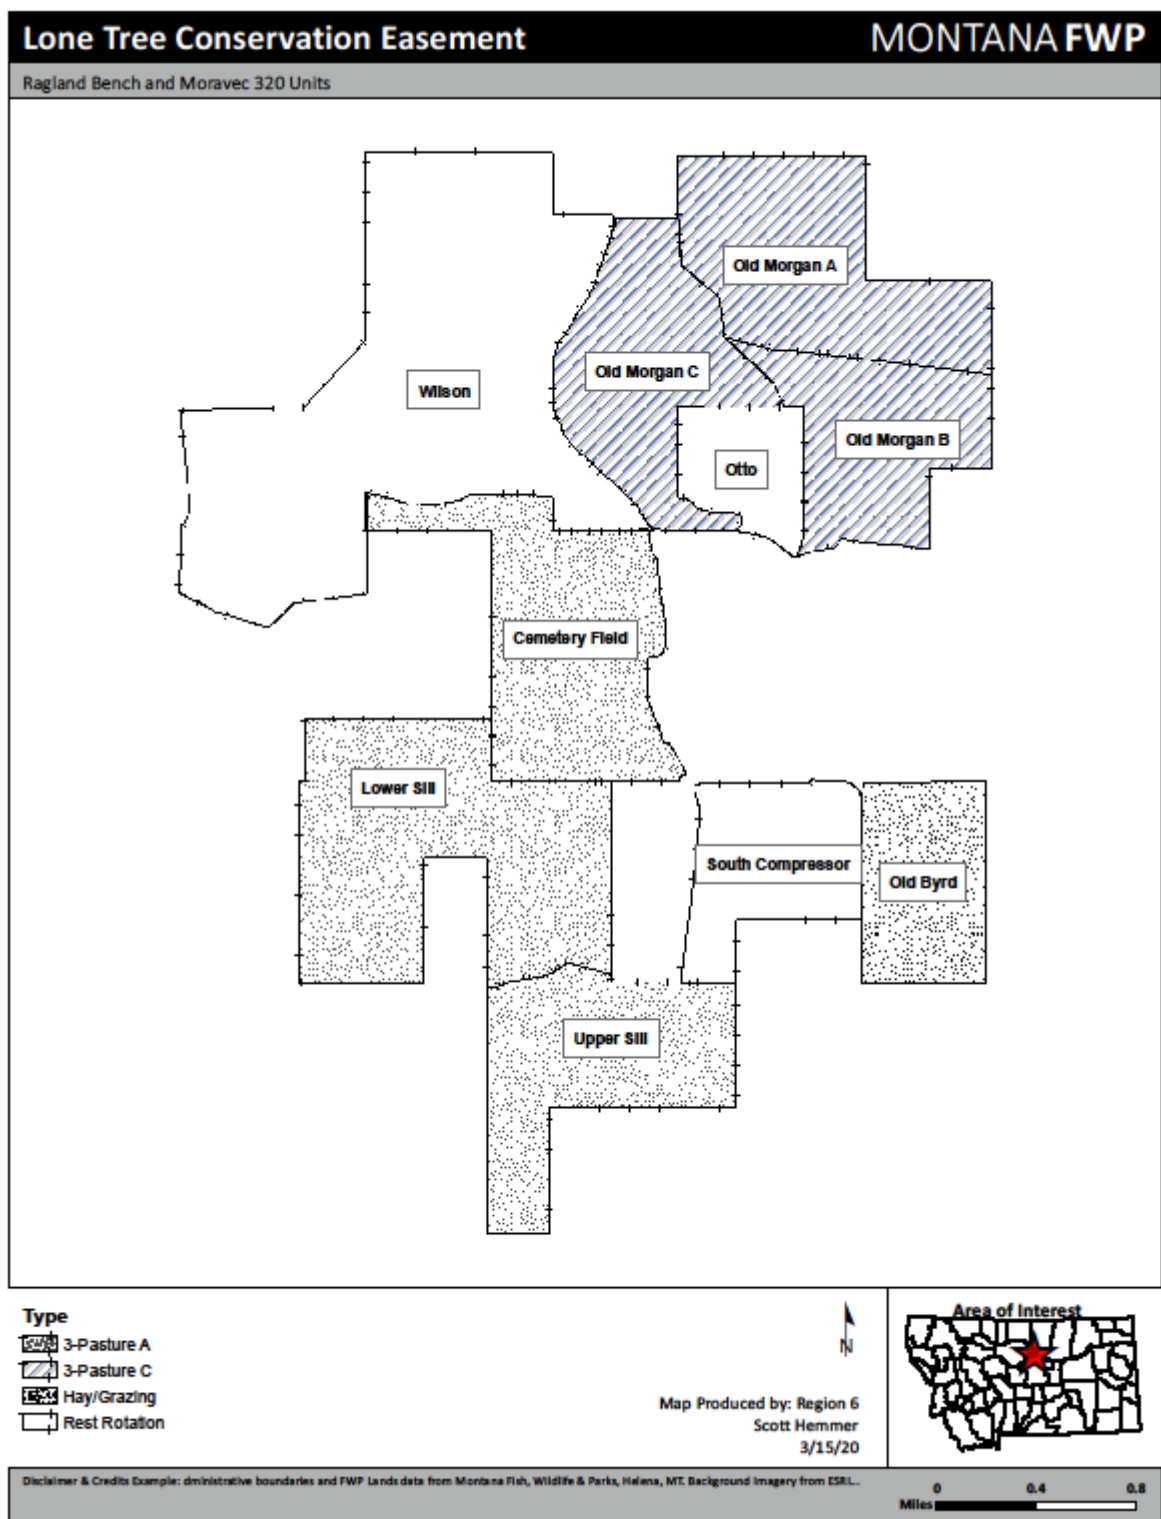 Lone Tree Conservation Easement
MONTANA FWP
Ragland Bench and Moravec 320 Units
Old Morgan A
Old Morgan C
Wilson
Old Morgan B
Otto
Cemetery Field
Lower Sill
South Compressor
Old Byrd
Upper Sill
Type
3-Pasture A
3-Pasture C
Hay/Grazing
Rest Rotation
N
Map Produced by: Region 6
Scott Hemmer
3/15/20
Area of Interest
Disclaimer & Credits Example: dministrative boundaries and FWP Lands data from Montana Fish, Wildlife & Parks, Helena, MT. Background Imagery from ESRI...
0 0.4 0.8
Miles